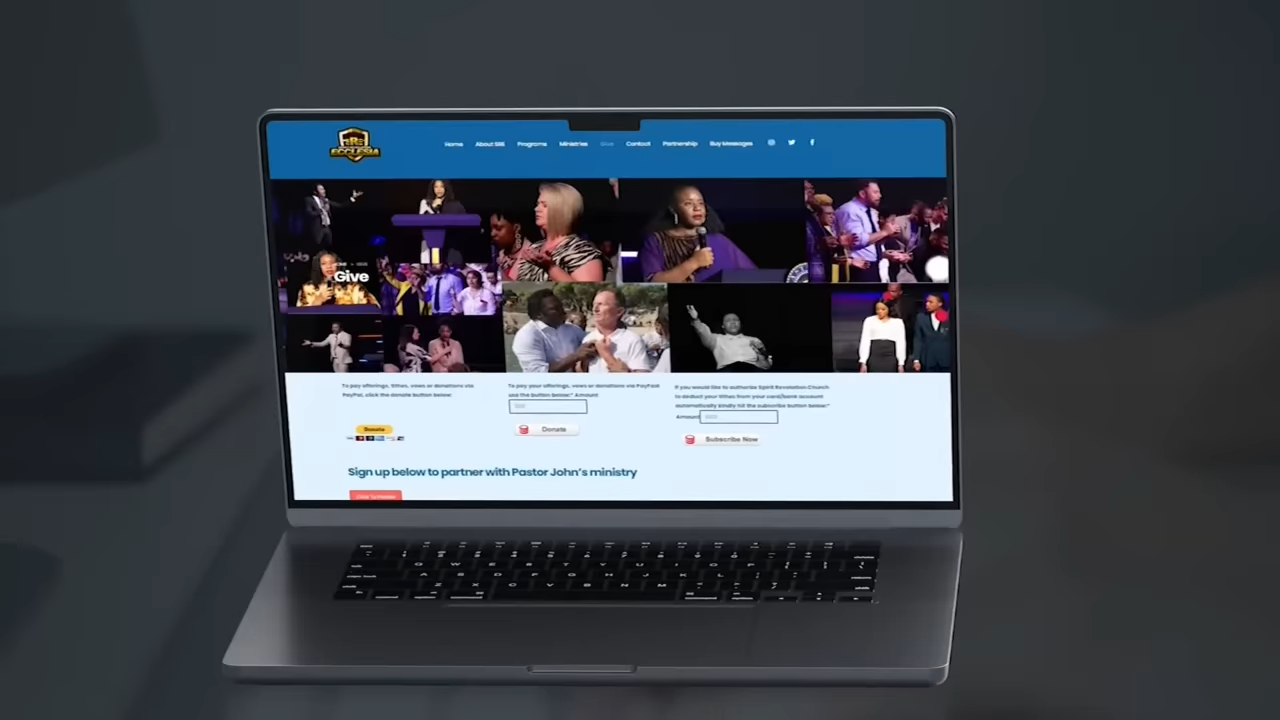 SRE
ECCLESIA
Home About SRE Programs Ministries Give Contact Partnership Buy Messages
HOME > GIVE
Give
To pay offerings, tithes, vows or donations via
PayPal, click the donate button below:
Donate
To pay your offerings, vows or donations via PayFast
use the button below:* Amount
Donate
If you would like to authorise Spirit Revelation Church
to deduct your tithes from your card/bank account
automatically kindly hit the subscribe button below:*
Amount
Subscribe Now
Sign up below to partner with Pastor John's ministry